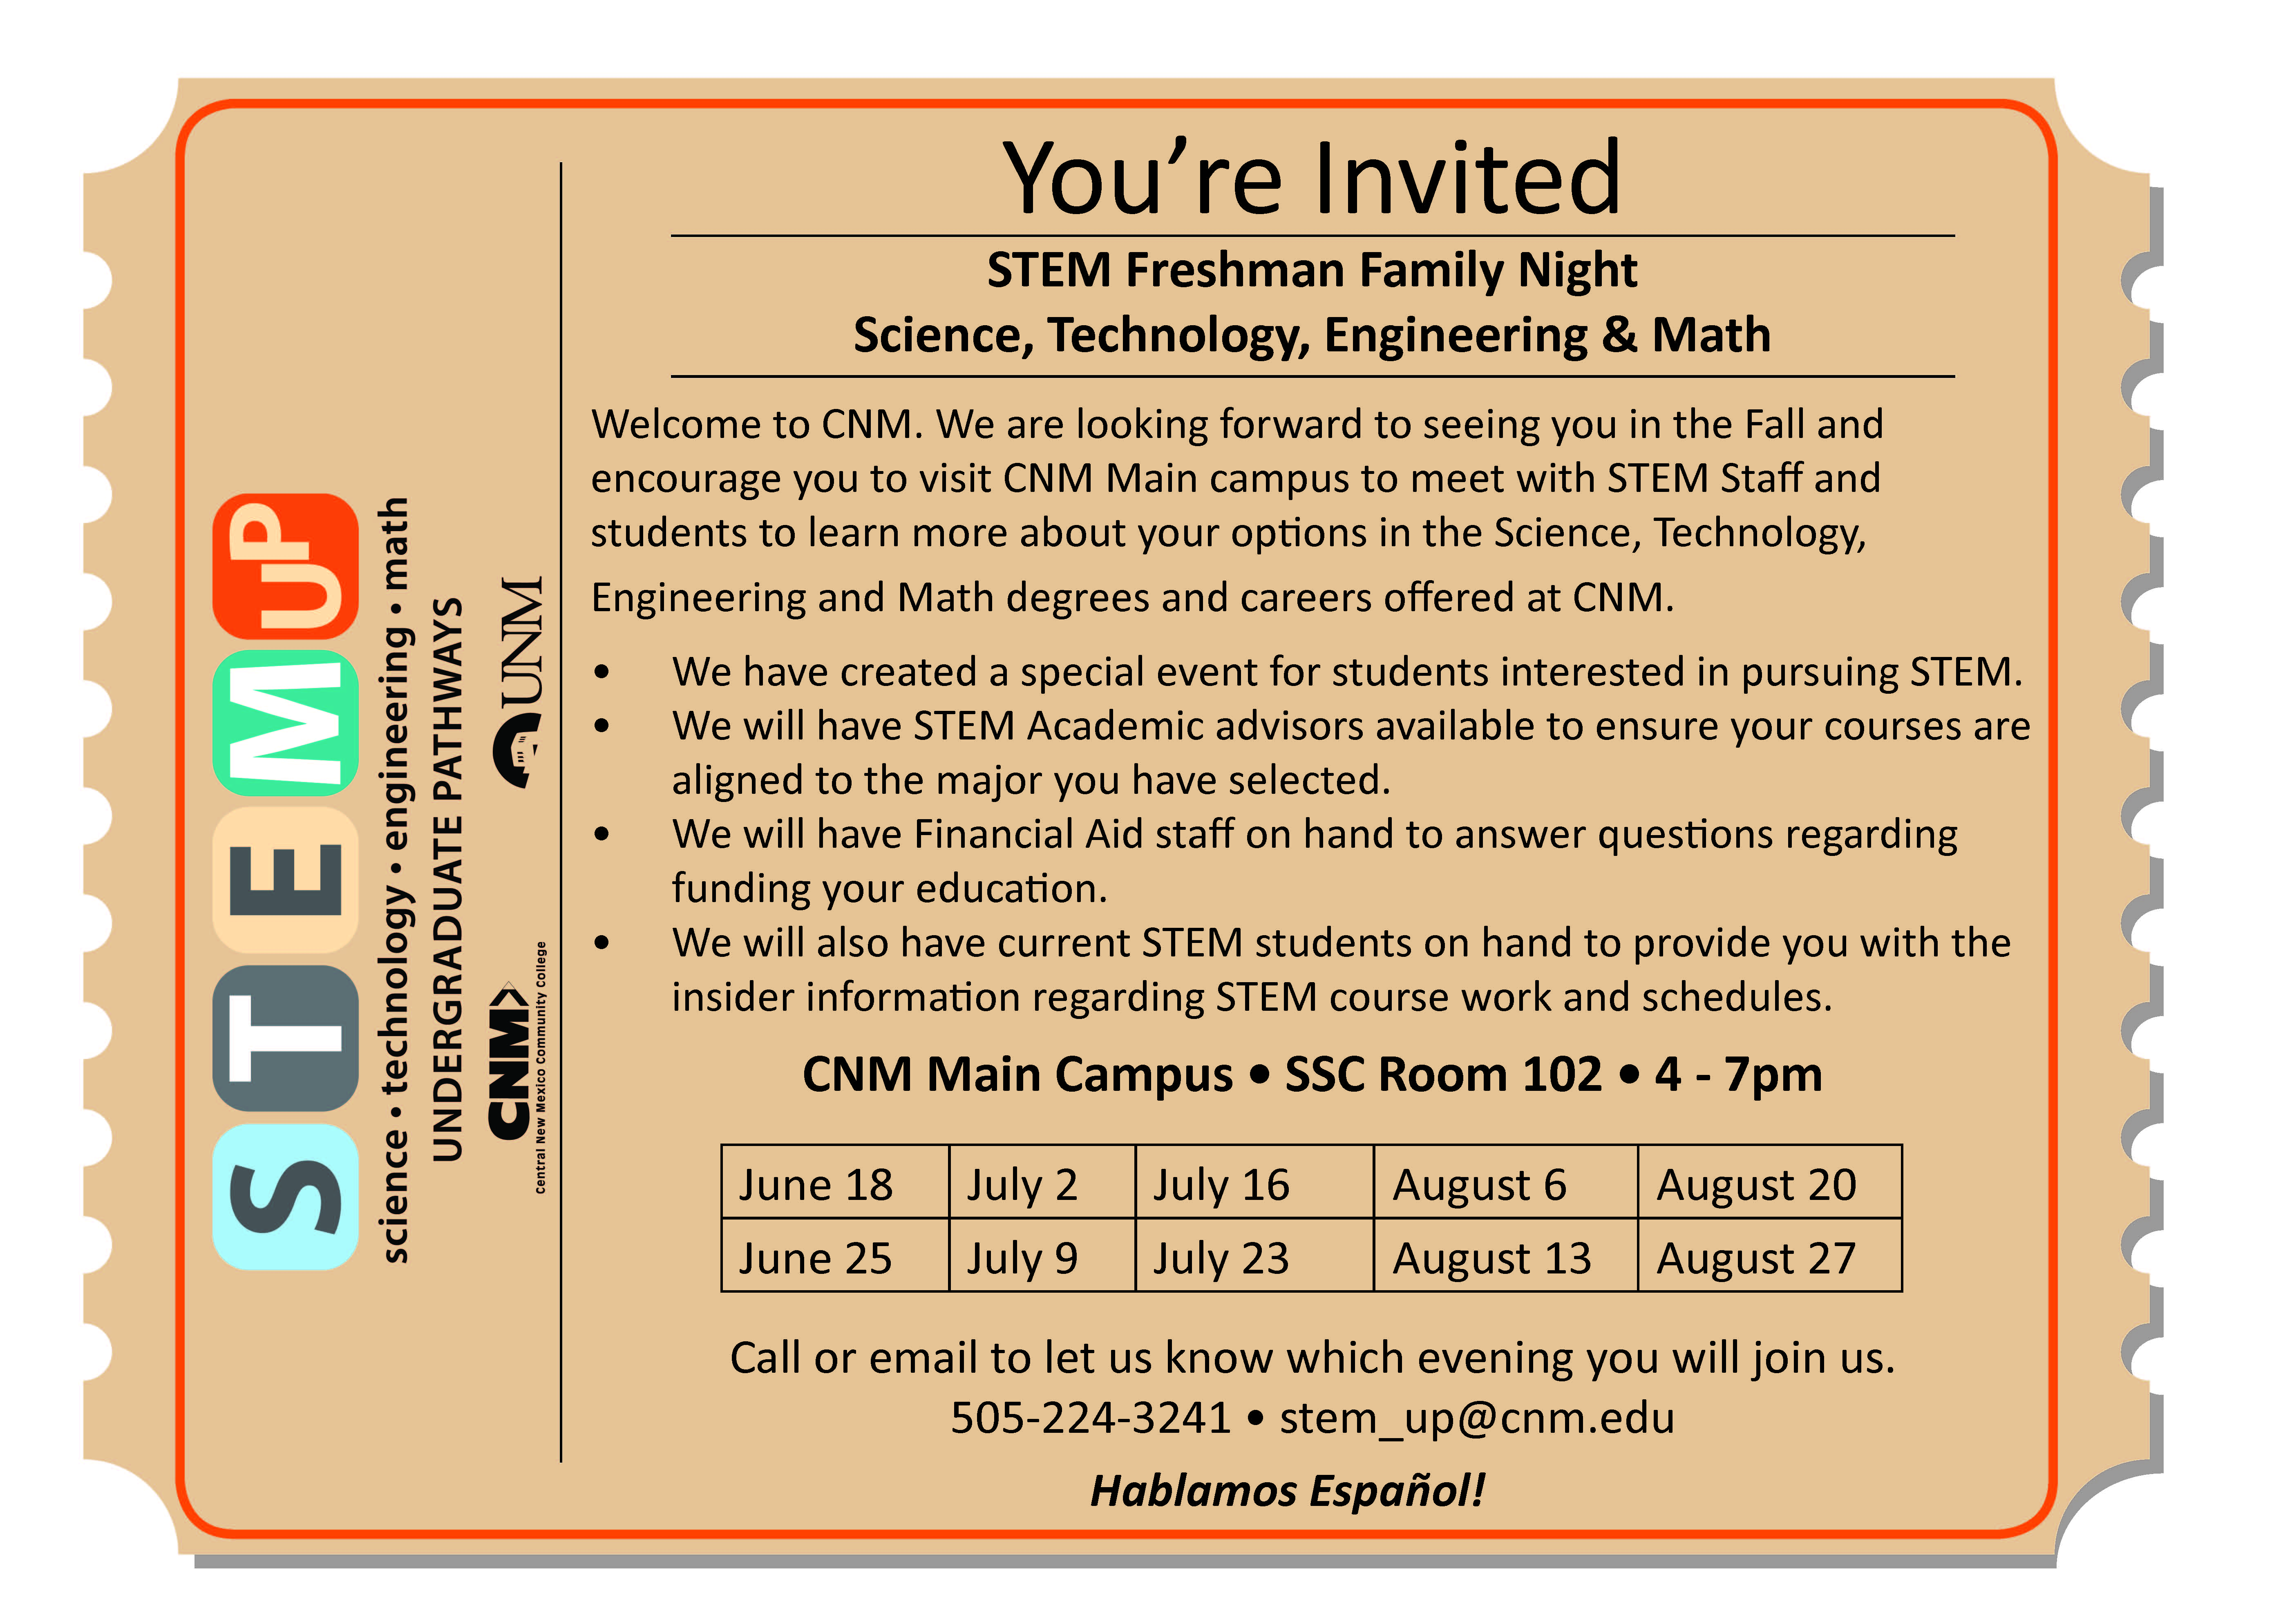 STEMUP
science • technology • engineering • math
UNDERGRADUATE PATHWAYS
CNM
Central New Mexico Community College
UNM
You’re Invited
STEM Freshman Family Night
Science, Technology, Engineering & Math
Welcome to CNM. We are looking forward to seeing you in the Fall and
encourage you to visit CNM Main campus to meet with STEM Staff and
students to learn more about your options in the Science, Technology,
Engineering and Math degrees and careers offered at CNM.
• We have created a special event for students interested in pursuing STEM.
• We will have STEM Academic advisors available to ensure your courses are
aligned to the major you have selected.
• We will have Financial Aid staff on hand to answer questions regarding
funding your education.
• We will also have current STEM students on hand to provide you with the
insider information regarding STEM course work and schedules.
CNM Main Campus • SSC Room 102 • 4 - 7pm
June 18 July 2 July 16 August 6 August 20
June 25 July 9 July 23 August 13 August 27
Call or email to let us know which evening you will join us.
505-224-3241 • stem_up@cnm.edu
Hablamos Español!